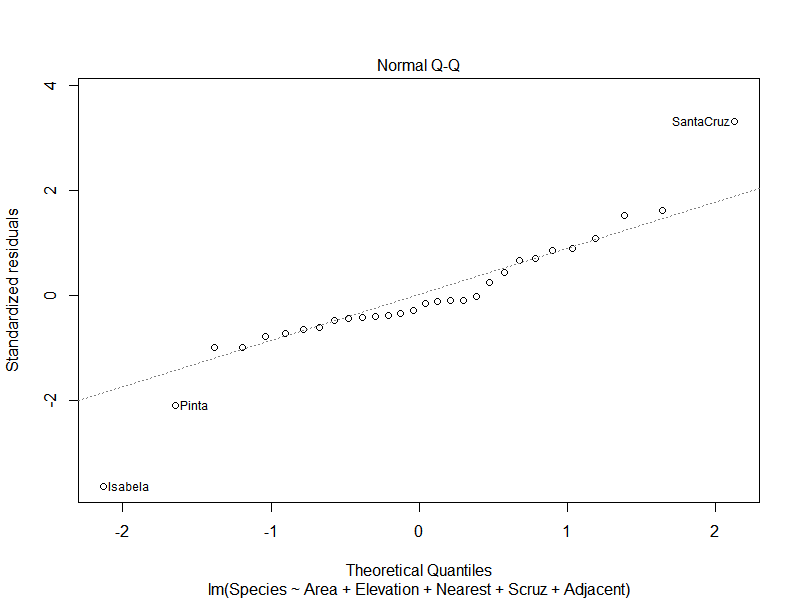 Normal Q-Q
4
2
0
-2
Standardized residuals
SantaCruz
Pinta
Isabela
-2
-1
0
1
2
Theoretical Quantiles
lm(Species ~ Area + Elevation + Nearest + Scruz + Adjacent)